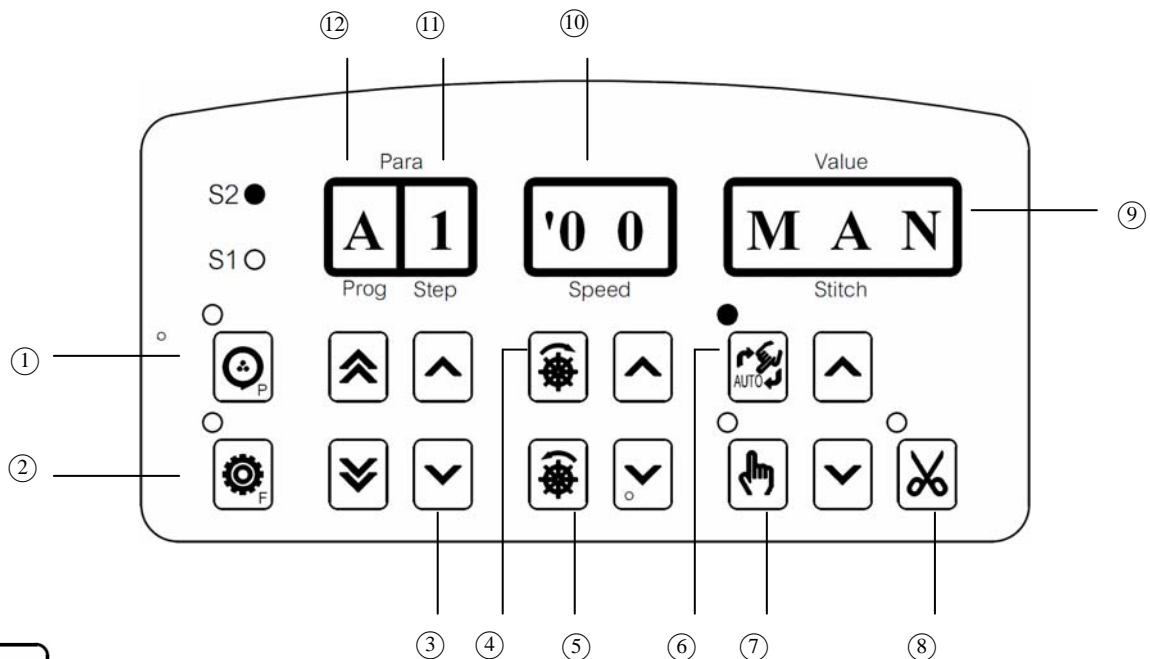 ⑫ ⑪ ⑩
Para Value
S2
A 1 '0 0 M A N
⑨
S1
Prog Step Speed Stitch
①
P AUTO
②
F
③ ④ ⑤ ⑥ ⑦ ⑧